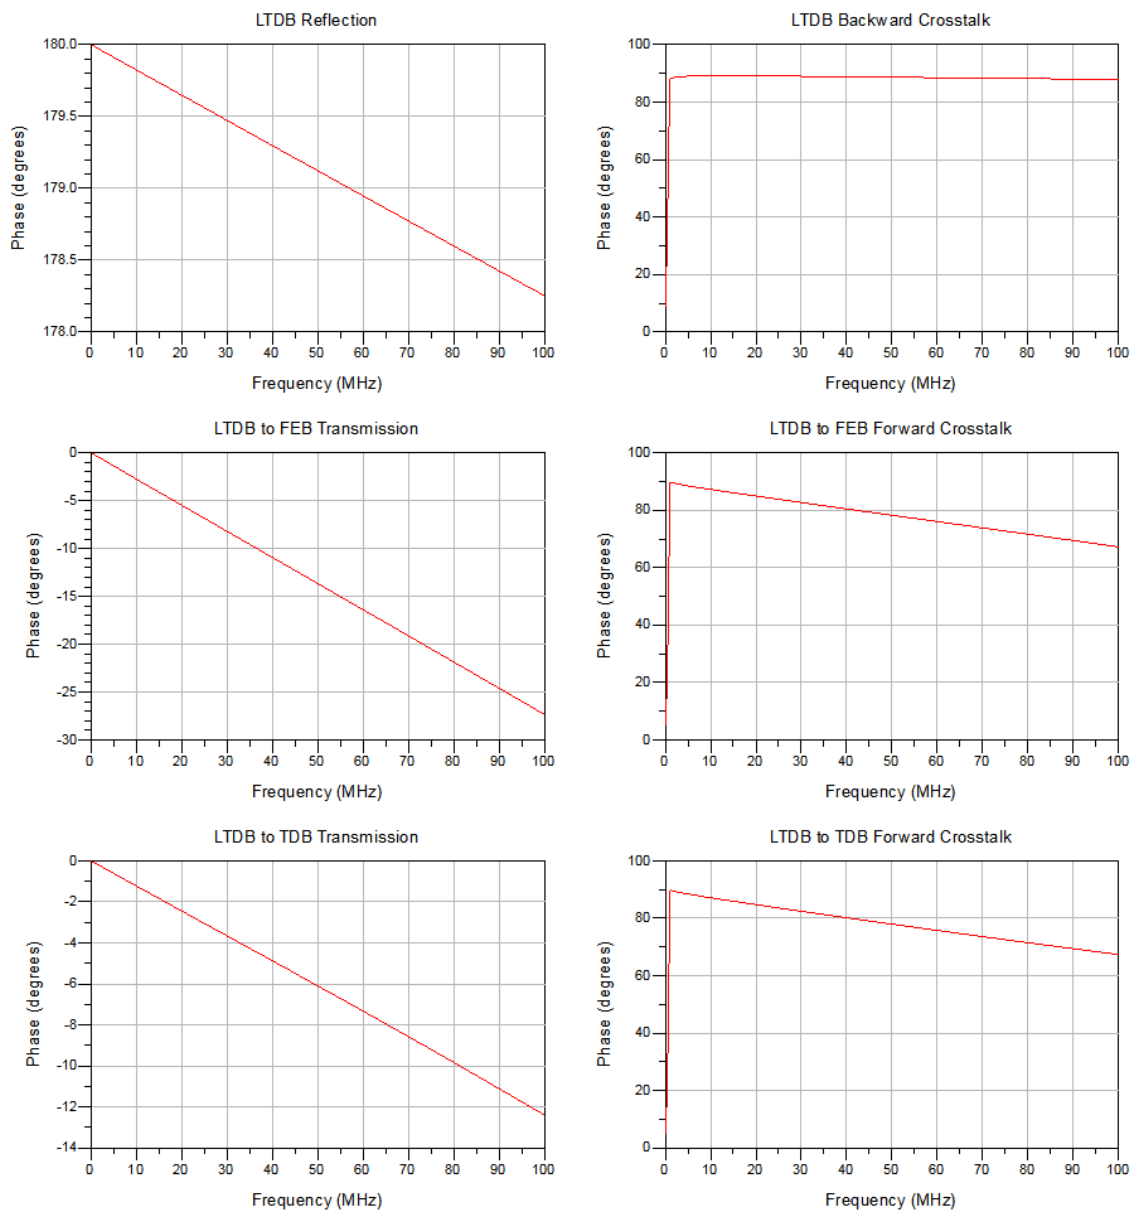 LTDB Reflection
180.0
179.5
179.0
178.5
178.0
Phase (degrees)
0 10 20 30 40 50 60 70 80 90 100
Frequency (MHz)
LTDB Backward Crosstalk
100
80
60
40
20
0
Phase (degrees)
0 10 20 30 40 50 60 70 80 90 100
Frequency (MHz)
LTDB to FEB Transmission
0
-5
-10
-15
-20
-25
-30
Phase (degrees)
0 10 20 30 40 50 60 70 80 90 100
Frequency (MHz)
LTDB to FEB Forward Crosstalk
100
80
60
40
20
0
Phase (degrees)
0 10 20 30 40 50 60 70 80 90 100
Frequency (MHz)
LTDB to TDB Transmission
0
-2
-4
-6
-8
-10
-12
-14
Phase (degrees)
0 10 20 30 40 50 60 70 80 90 100
Frequency (MHz)
LTDB to TDB Forward Crosstalk
100
80
60
40
20
0
Phase (degrees)
0 10 20 30 40 50 60 70 80 90 100
Frequency (MHz)